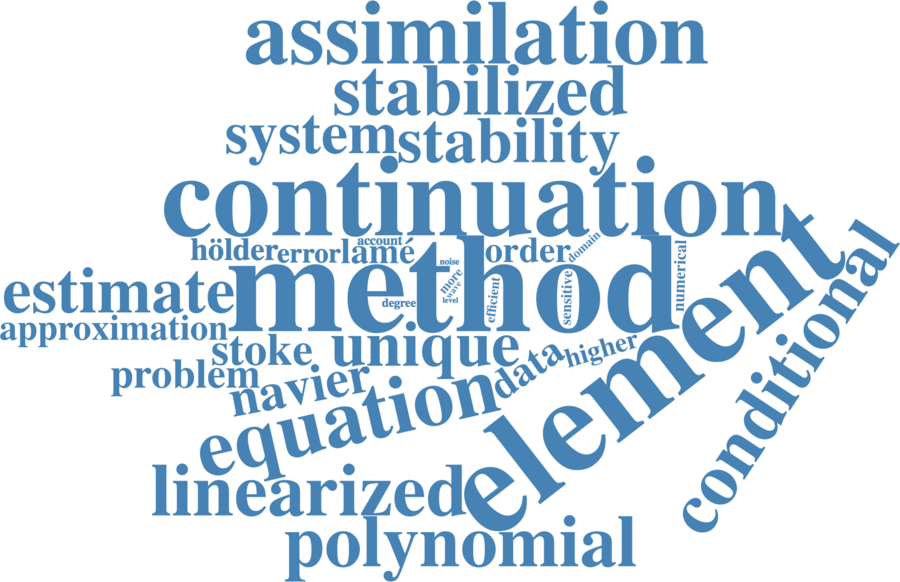 assimilation
stabilized
system
stability
continuation
hölder
error
lamé
account
order
domain
numerical
noise
more
wave
level
degree
efficient
sensitive
method
estimate
approximation
element
conditional
stoke
unique
data
higher
problem
navier
equation
linearized
polynomial